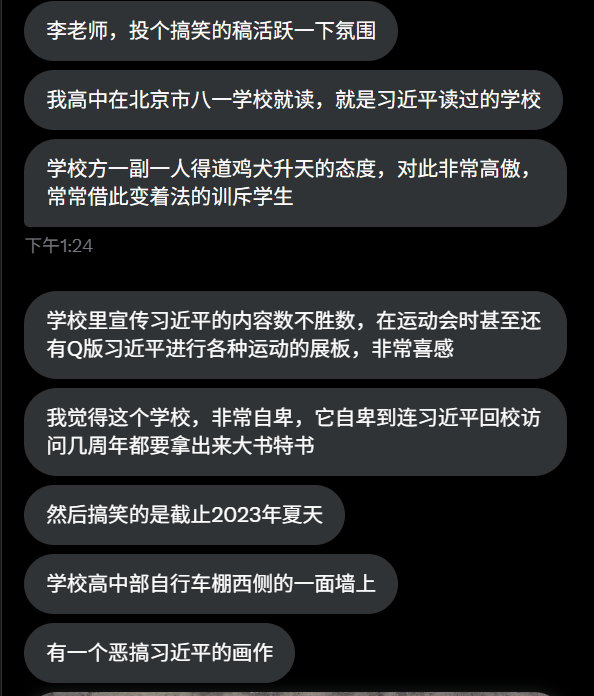 李老师，投个搞笑的稿活跃一下氛围
我高中在北京市八一学校就读，就是习近平读过的学校
学校方一副一人得道鸡犬升天的态度，对此非常高傲，
常常借此变着法的训斥学生
下午1:24
学校里宣传习近平的内容数不胜数，在运动会时甚至还
有Q版习近平进行各种运动的展板，非常喜感
我觉得这个学校，非常自卑，它自卑到连习近平回校访
问几周年都要拿出来大书特书
然后搞笑的是截止2023年夏天
学校高中部自行车棚西侧的一面墙上
有一个恶搞习近平的画作